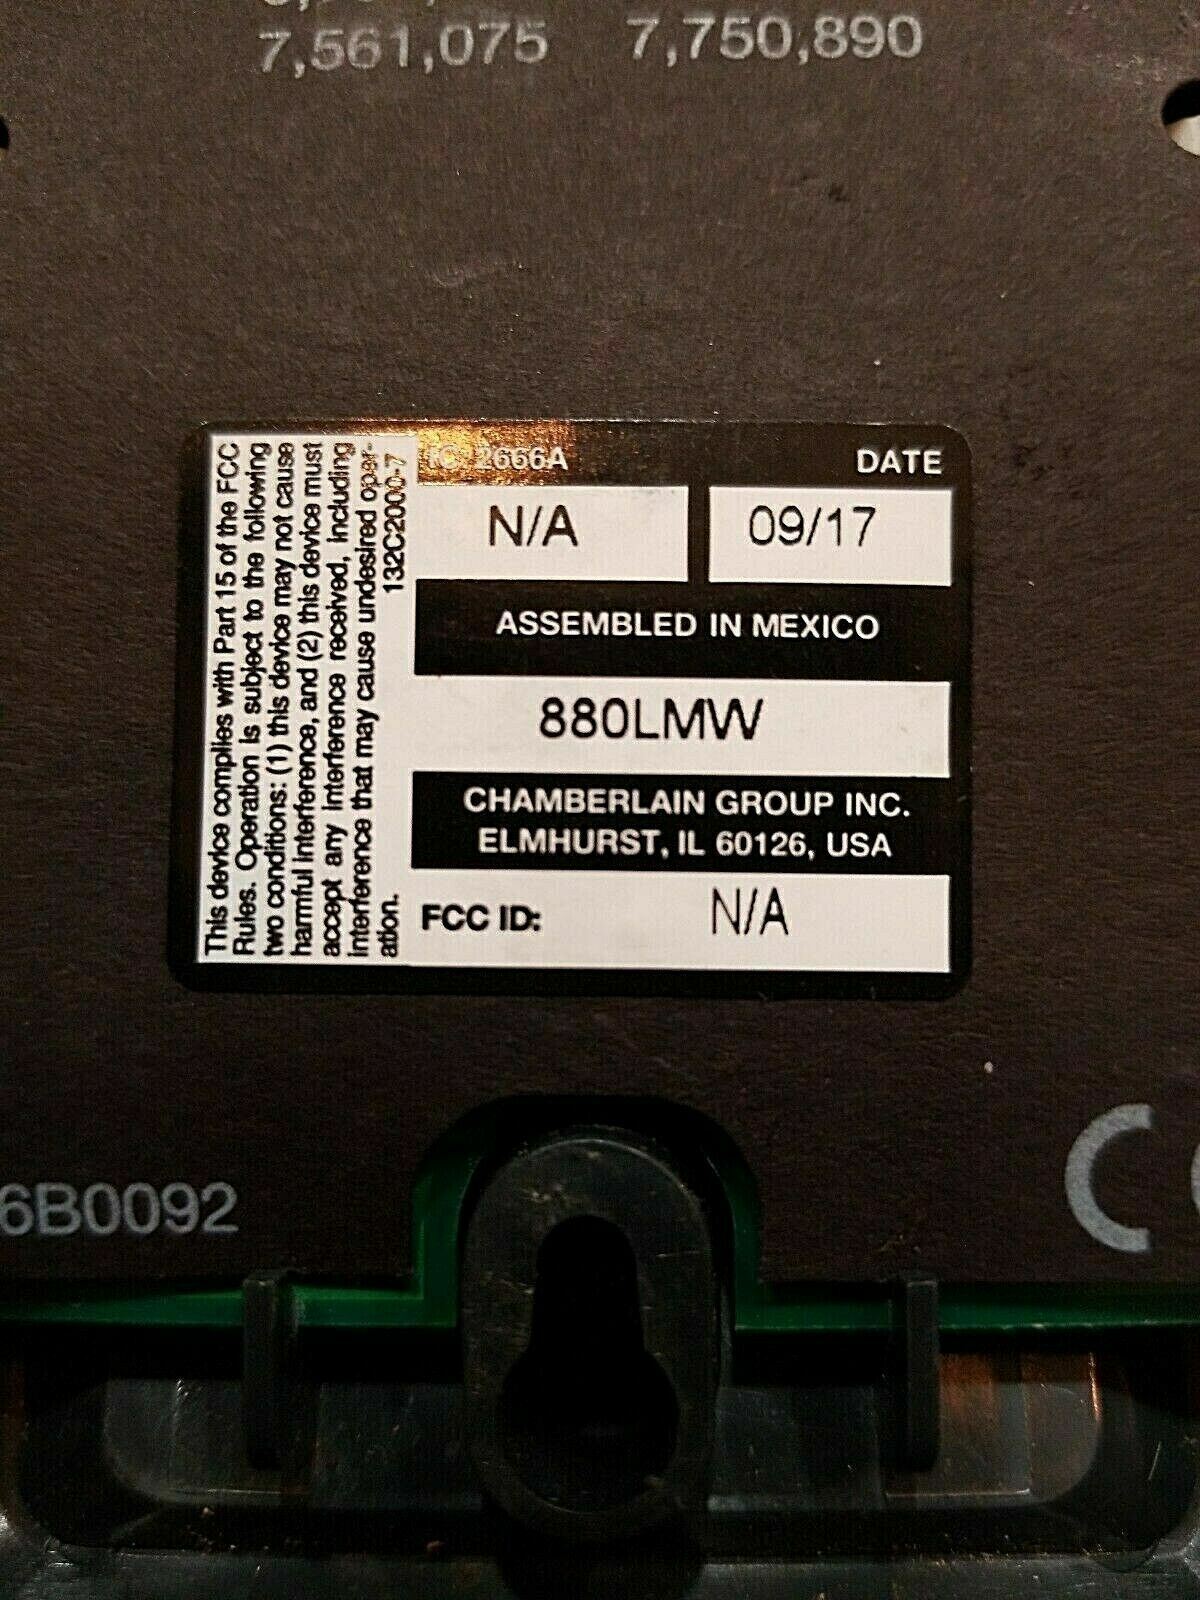 7,561,075 7,750,890
This device complies with Part 15 of the FCC
Rules. Operation is subject to the following
two conditions: (1) this device may not cause
harmful interference, and (2) this device must
accept any interference received, including
interference that may cause undesired oper-
ation. 132C2000-7
IC: 2666A DATE
N/A 09/17
ASSEMBLED IN MEXICO
880LMW
CHAMBERLAIN GROUP INC.
ELMHURST, IL 60126, USA
FCC ID: N/A
6B0092